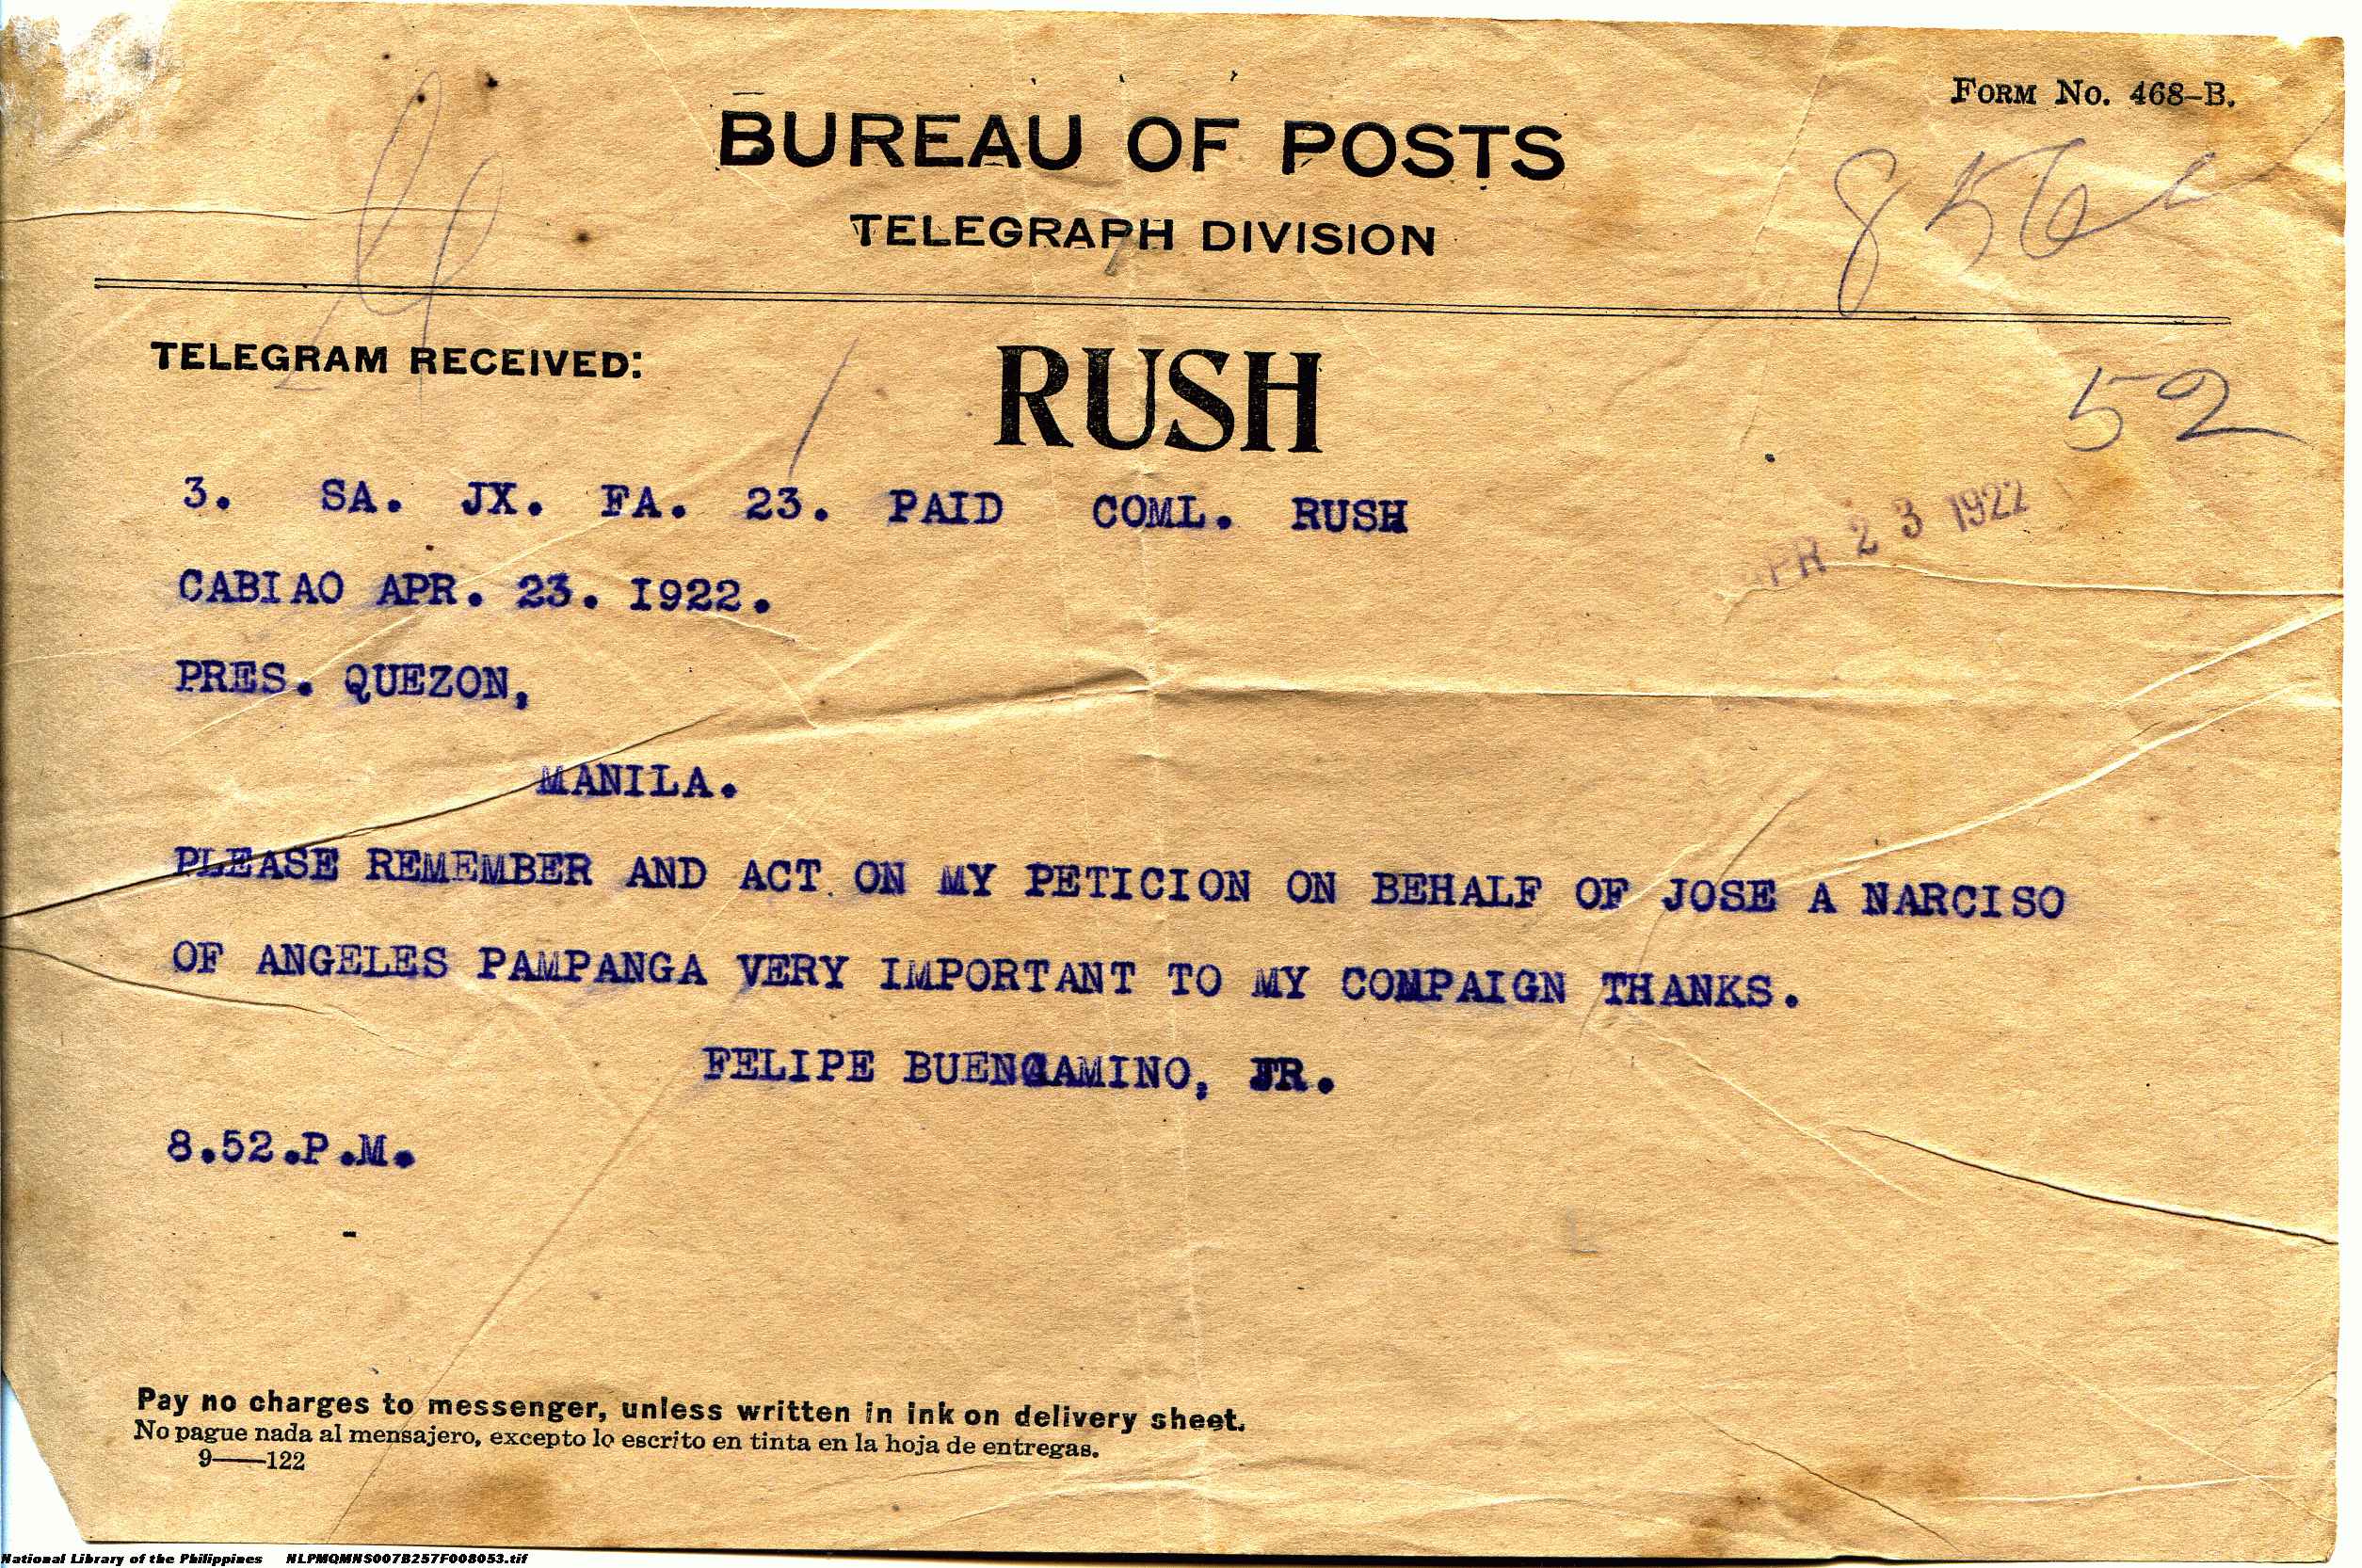 FORM NO. 468-B.
BUREAU OF POSTS
TELEGRAPH DIVISION
TELEGRAM RECEIVED:
RUSH
52
3. SA. JX. FA. 23. PAID COML. RUSH
APR 23 1922
CABIAO APR. 23. I922.
PRES. QUEZON,
MANILA.
PLEASE REMEMBER AND ACT ON MY PETICION ON BEHALF OF JOSE A NARCISO
OF ANGELES PAMPANGA VERY IMPORTANT TO MY COMPAIGN THANKS.
FELIPE BUENCAMINO, JR.
8.52.P.M.
Pay no charges to messenger, unless written in ink on delivery sheet.
No pague nada al mensajero, excepto lo escrito en tinta en la hoja de entregas.
9——122
National Library of the Philippines NLPMQMNS007B257F008053.tif